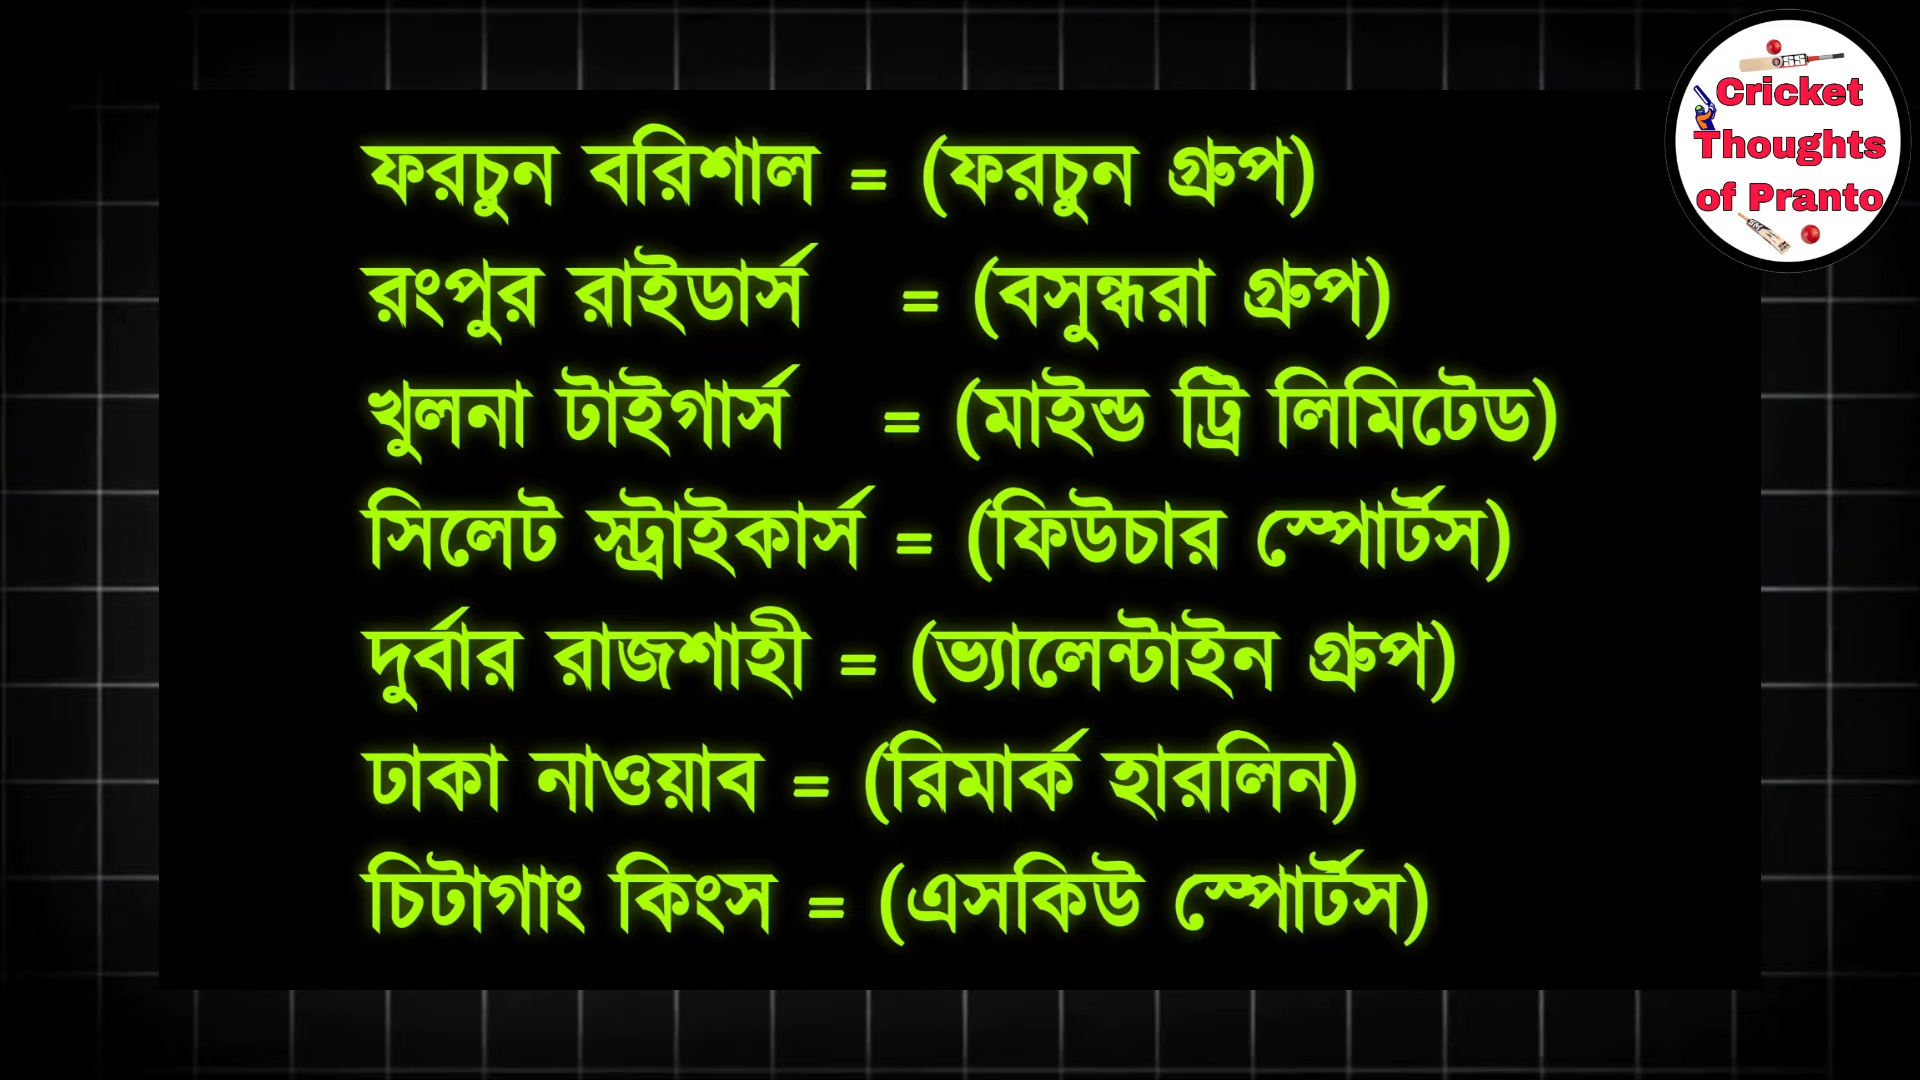 ফরচুন বরিশাল = (ফরচুন গ্রুপ)
রংপুর রাইডার্স = (বসুন্ধরা গ্রুপ)
খুলনা টাইগার্স = (মাইন্ড ট্রি লিমিটেড)
সিলেট স্ট্রাইকার্স = (ফিউচার স্পোর্টস)
দুর্বার রাজশাহী = (ভ্যালেন্টাইন গ্রুপ)
ঢাকা নাওয়াব = (রিমার্ক হারলিন)
চিটাগাং কিংস = (এসকিউ স্পোর্টস)
Cricket
Thoughts
of Pranto